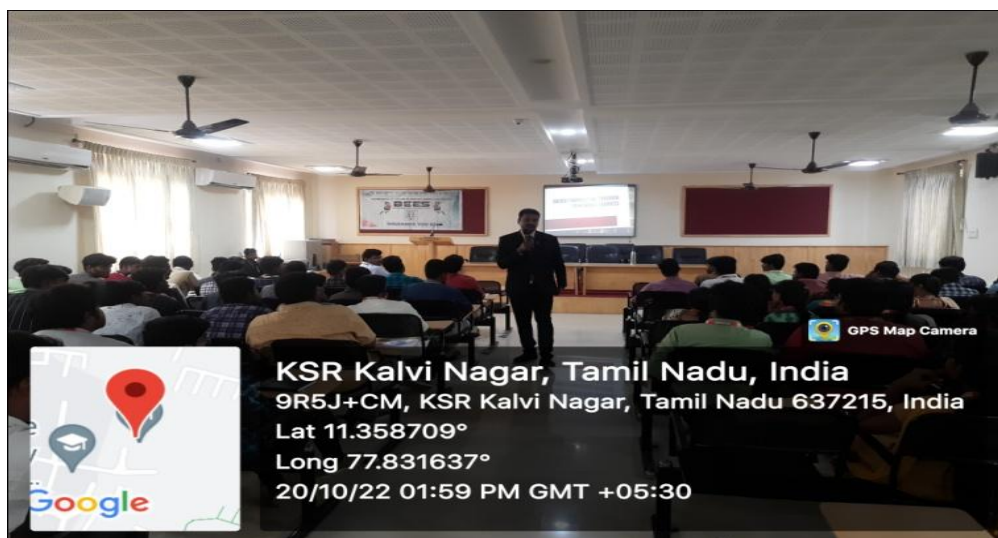 BEES
GPS Map Camera
KSR Kalvi Nagar, Tamil Nadu, India
9R5J+CM, KSR Kalvi Nagar, Tamil Nadu 637215, India
Lat 11.358709°
Long 77.831637°
20/10/22 01:59 PM GMT +05:30
Google